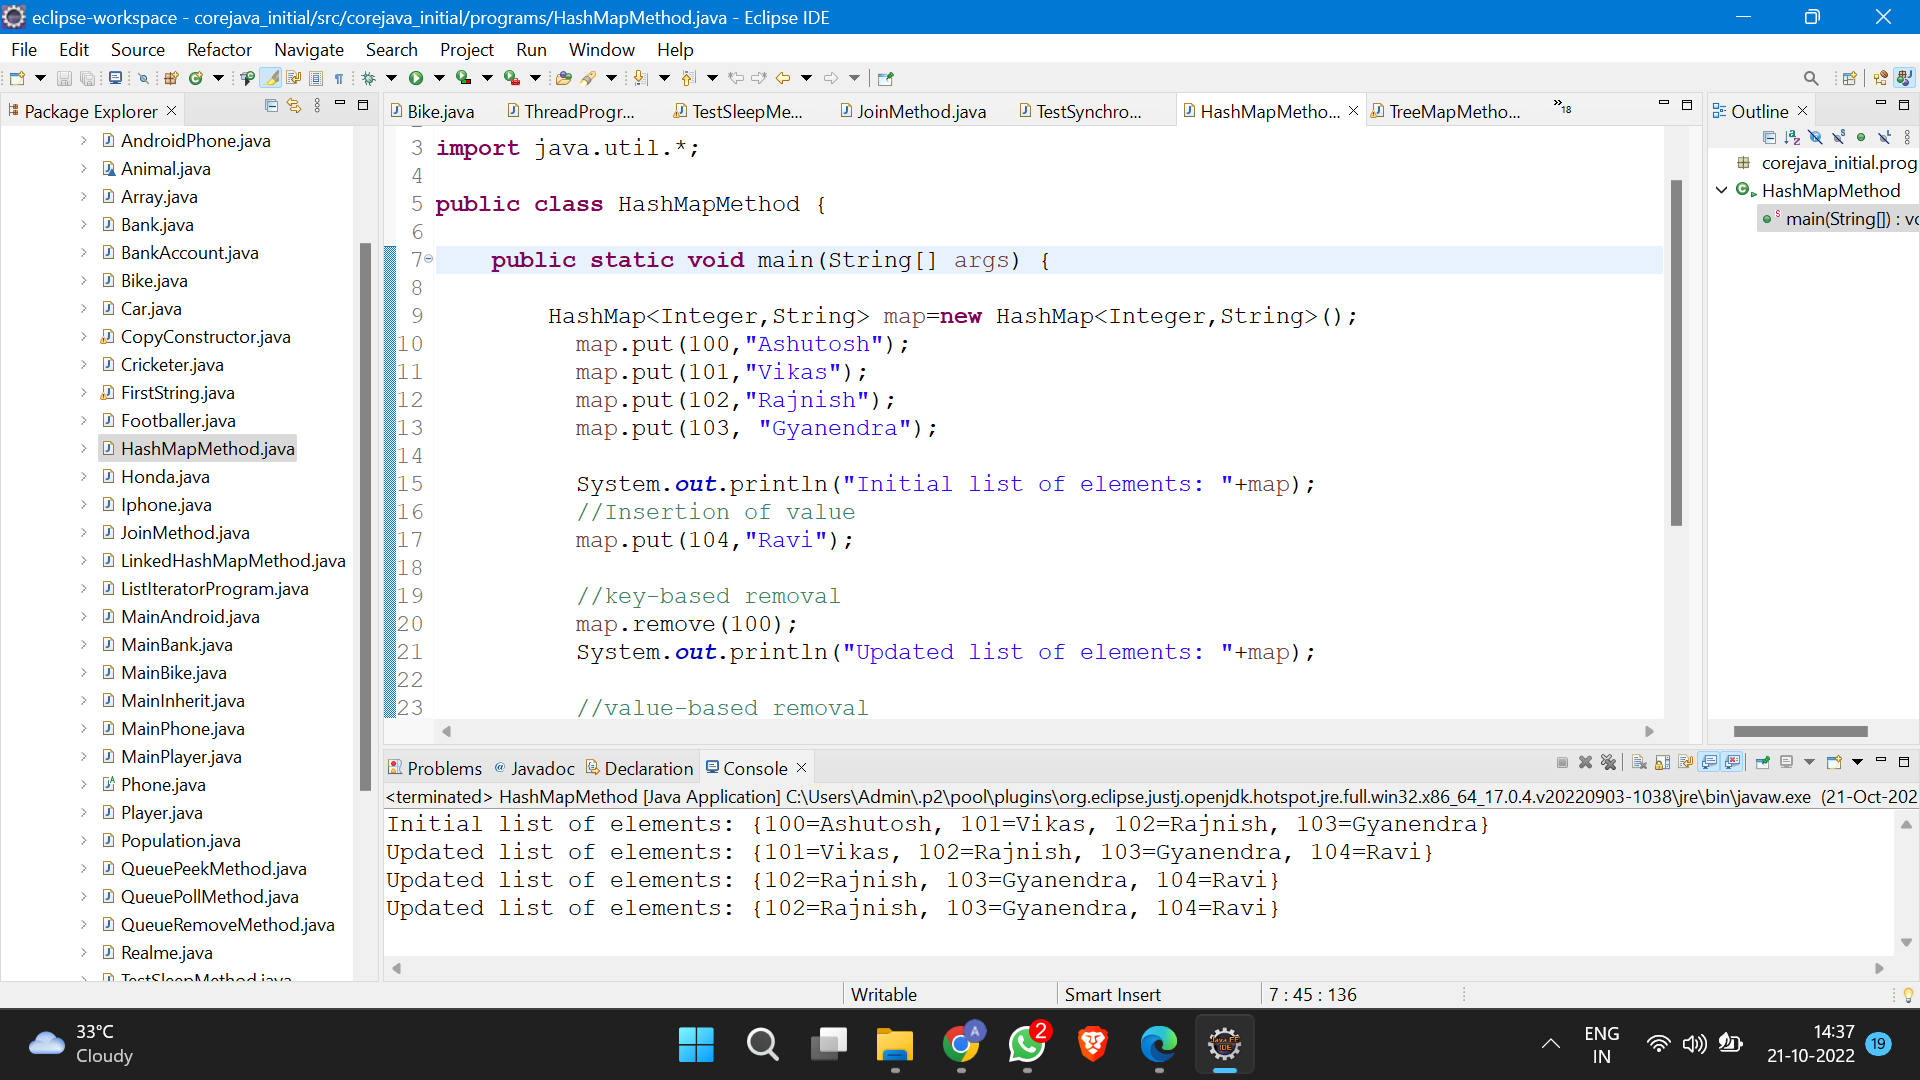 eclipse-workspace - corejava_initial/src/corejava_initial/programs/HashMapMethod.java - Eclipse IDE
File Edit Source Refactor Navigate Search Project Run Window Help
Package Explorer
AndroidPhone.java
Animal.java
Array.java
Bank.java
BankAccount.java
Bike.java
Car.java
CopyConstructor.java
Cricketer.java
FirstString.java
Footballer.java
HashMapMethod.java
Honda.java
Iphone.java
JoinMethod.java
LinkedHashMapMethod.java
ListIteratorProgram.java
MainAndroid.java
MainBank.java
MainBike.java
MainInherit.java
MainPhone.java
MainPlayer.java
Phone.java
Player.java
Population.java
QueuePeekMethod.java
QueuePollMethod.java
QueueRemoveMethod.java
Realme.java
TestSleepMethod.java
Bike.java ThreadProgr... TestSleepMe... JoinMethod.java TestSynchro... HashMapMetho... TreeMapMetho... »18
3 import java.util.*;
4
5 public class HashMapMethod {
6
7 public static void main(String[] args) {
8
9 HashMap<Integer,String> map=new HashMap<Integer,String>();
10 map.put(100,"Ashutosh");
11 map.put(101,"Vikas");
12 map.put(102,"Rajnish");
13 map.put(103, "Gyanendra");
14
15 System.out.println("Initial list of elements: "+map);
16 //Insertion of value
17 map.put(104,"Ravi");
18
19 //key-based removal
20 map.remove(100);
21 System.out.println("Updated list of elements: "+map);
22
23 //value-based removal
Outline
corejava_initial.prog
HashMapMethod
main(String[]) : vo
Problems Javadoc Declaration Console
<terminated> HashMapMethod [Java Application] C:\Users\Admin\.p2\pool\plugins\org.eclipse.justj.openjdk.hotspot.jre.full.win32.x86_64_17.0.4.v20220903-1038\jre\bin\javaw.exe (21-Oct-202
Initial list of elements: {100=Ashutosh, 101=Vikas, 102=Rajnish, 103=Gyanendra}
Updated list of elements: {101=Vikas, 102=Rajnish, 103=Gyanendra, 104=Ravi}
Updated list of elements: {102=Rajnish, 103=Gyanendra, 104=Ravi}
Updated list of elements: {102=Rajnish, 103=Gyanendra, 104=Ravi}
Writable Smart Insert 7 : 45 : 136
33°C
Cloudy
A
2
ENG
IN
14:37
21-10-2022
19